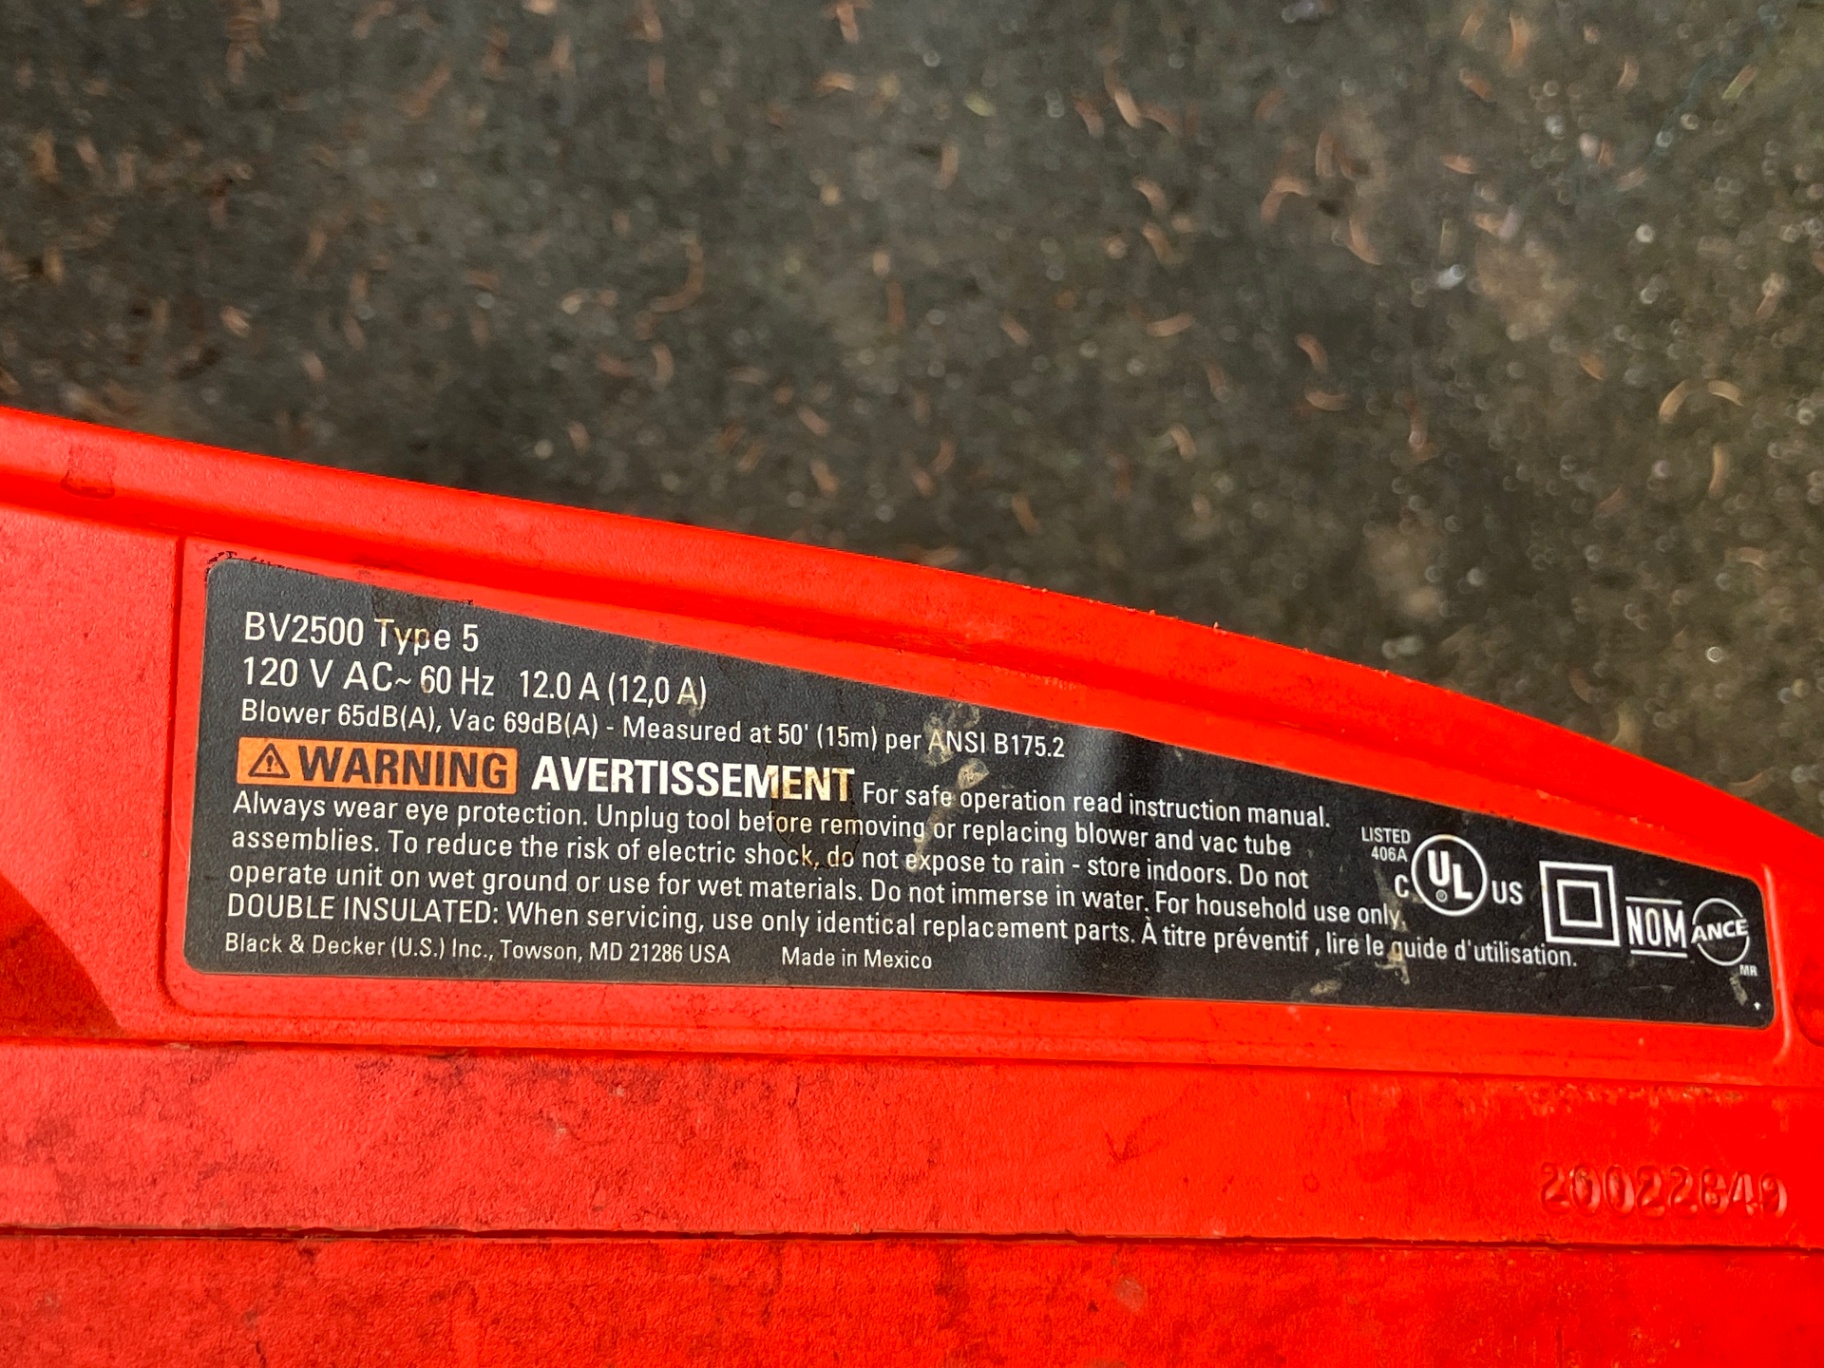 BV2500 Type 5
120 V AC~ 60 Hz 12.0 A (12,0 A)
Blower 65dB(A), Vac 69dB(A) - Measured at 50' (15m) per ANSI B175.2
WARNING AVERTISSEMENT For safe operation read instruction manual.
Always wear eye protection. Unplug tool before removing or replacing blower and vac tube
assemblies. To reduce the risk of electric shock, do not expose to rain - store indoors. Do not
operate unit on wet ground or use for wet materials. Do not immerse in water. For household use only.
DOUBLE INSULATED: When servicing, use only identical replacement parts. À titre préventif, lire le guide d'utilisation.
Black & Decker (U.S.) Inc., Towson, MD 21286 USA Made in Mexico
LISTED
406A
C UL US
NOM ANCE
MR